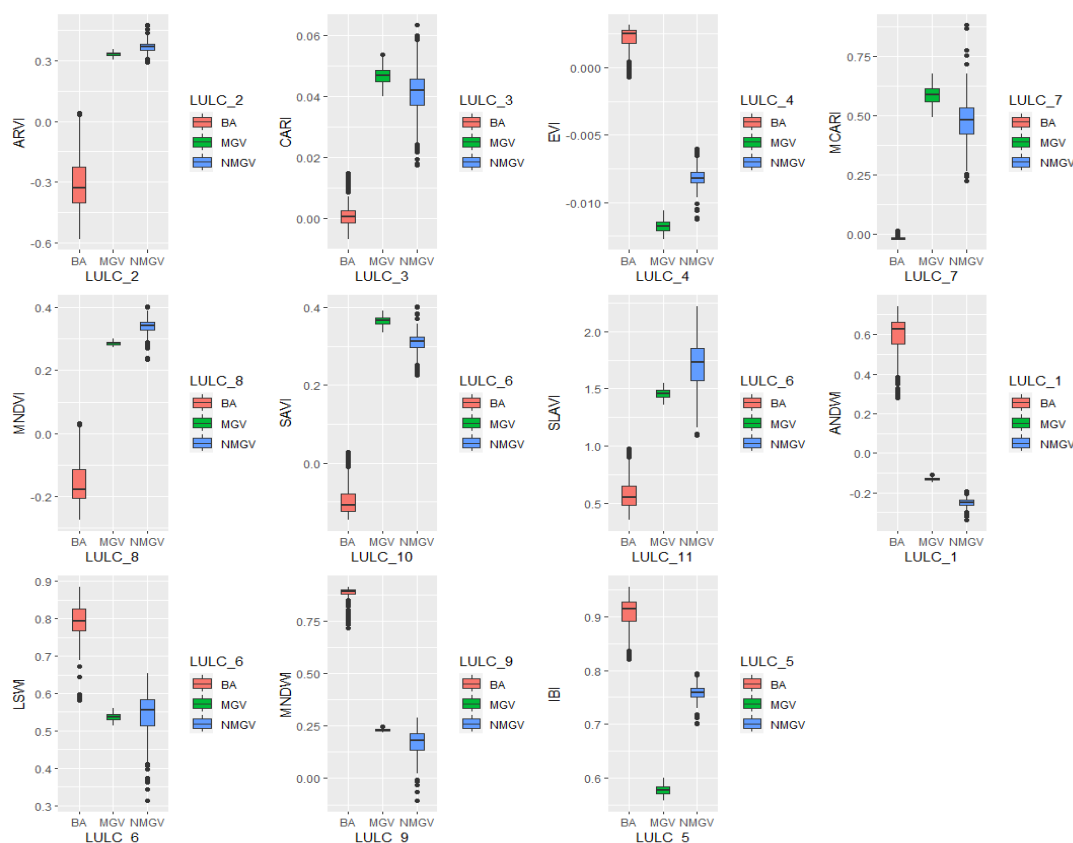 ARVI
0.3
0.0
-0.3
-0.6
BA MGV NMGV
LULC_2
LULC_2
BA
MGV
NMGV
CARI
0.06
0.04
0.02
0.00
BA MGV NMGV
LULC_3
LULC_3
BA
MGV
NMGV
EVI
0.000
-0.005
-0.010
BA MGV NMGV
LULC_4
LULC_4
BA
MGV
NMGV
MCARI
0.75
0.50
0.25
0.00
BA MGV NMGV
LULC_7
LULC_7
BA
MGV
NMGV
MNDVI
0.4
0.2
0.0
-0.2
BA MGV NMGV
LULC_8
LULC_8
BA
MGV
NMGV
SAVI
0.4
0.2
0.0
BA MGV NMGV
LULC_10
LULC_6
BA
MGV
NMGV
SLAVI
2.0
1.5
1.0
0.5
BA MGV NMGV
LULC_11
LULC_6
BA
MGV
NMGV
ANDWI
0.6
0.4
0.2
0.0
-0.2
BA MGV NMGV
LULC_1
LULC_1
BA
MGV
NMGV
LSWI
0.9
0.8
0.7
0.6
0.5
0.4
0.3
BA MGV NMGV
LULC_6
LULC_6
BA
MGV
NMGV
MNDWI
0.75
0.50
0.25
0.00
BA MGV NMGV
LULC_9
LULC_9
BA
MGV
NMGV
IBI
0.9
0.8
0.7
0.6
BA MGV NMGV
LULC_5
LULC_5
BA
MGV
NMGV